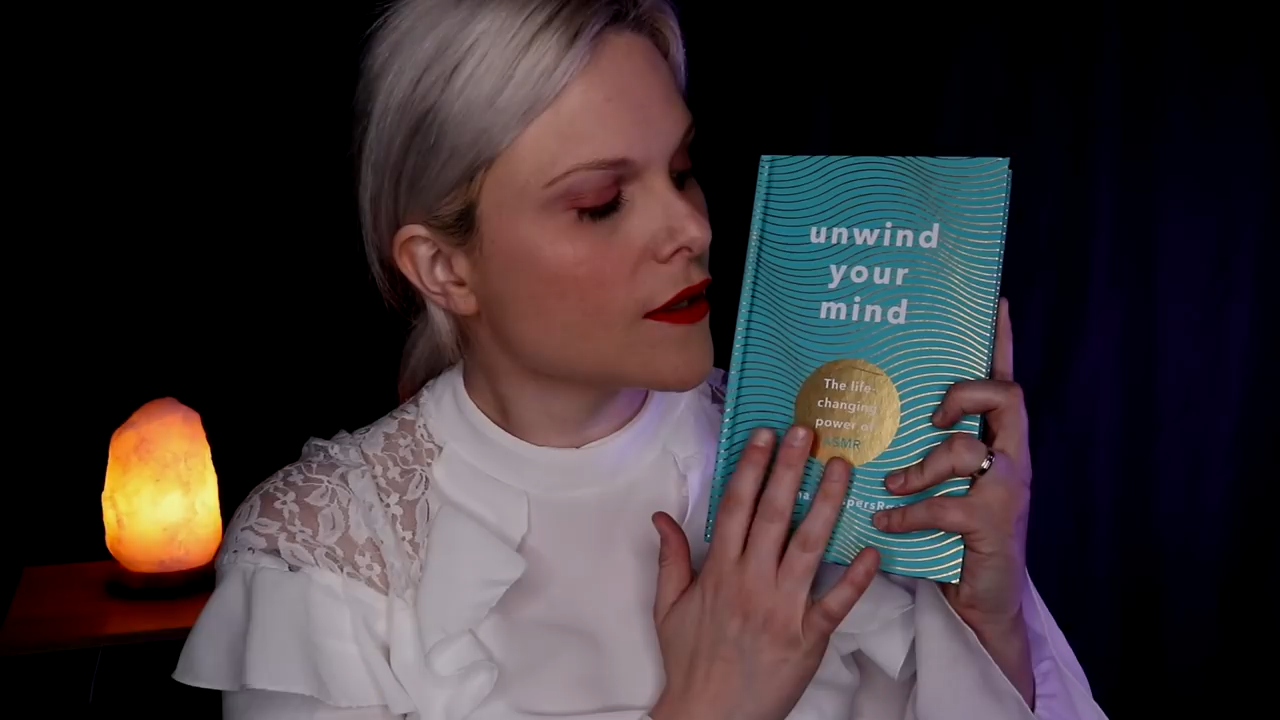 unwind
your
mind
The life-
changing
power of
ASMR